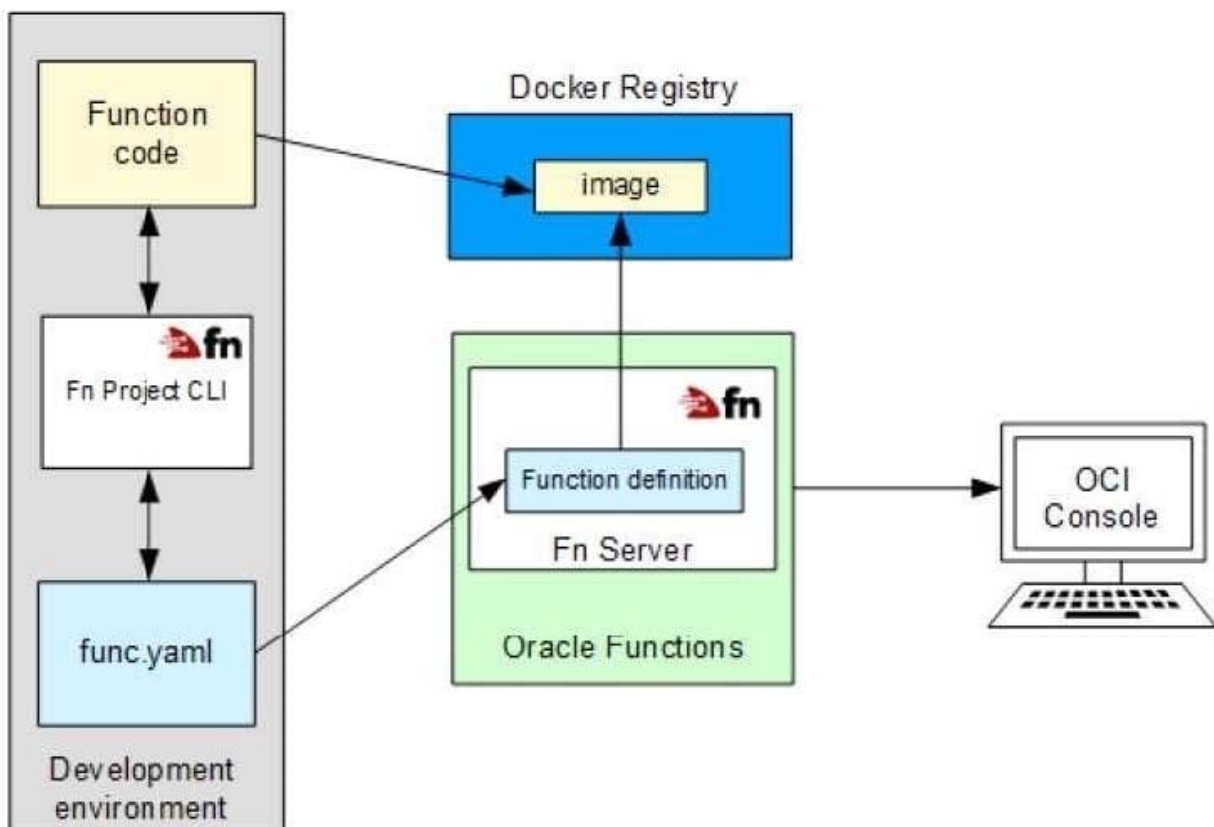 Function
code
fn
Fn Project CLI
func.yaml
Development
environment
Docker Registry
image
fn
Function definition
Fn Server
Oracle Functions
OCI
Console